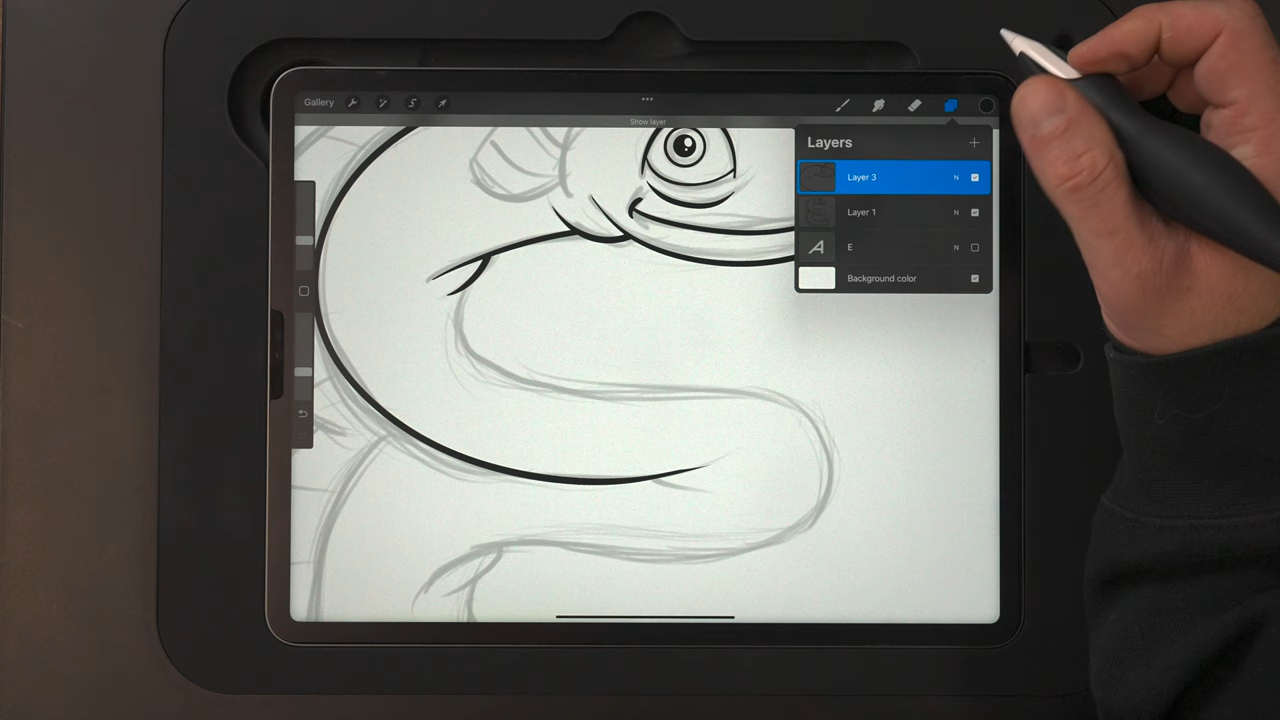 Gallery
Show layer
Layers
Layer 3 N
Layer 1 N
A E N
Background color